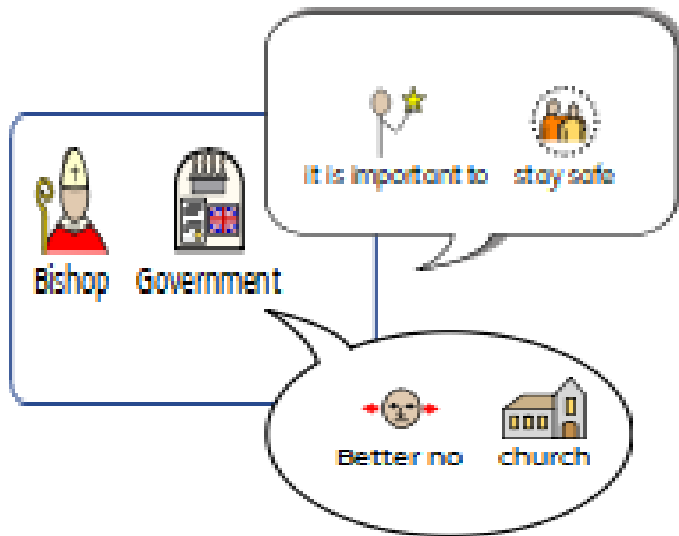 it is important to stay safe
Bishop Government
Better no church